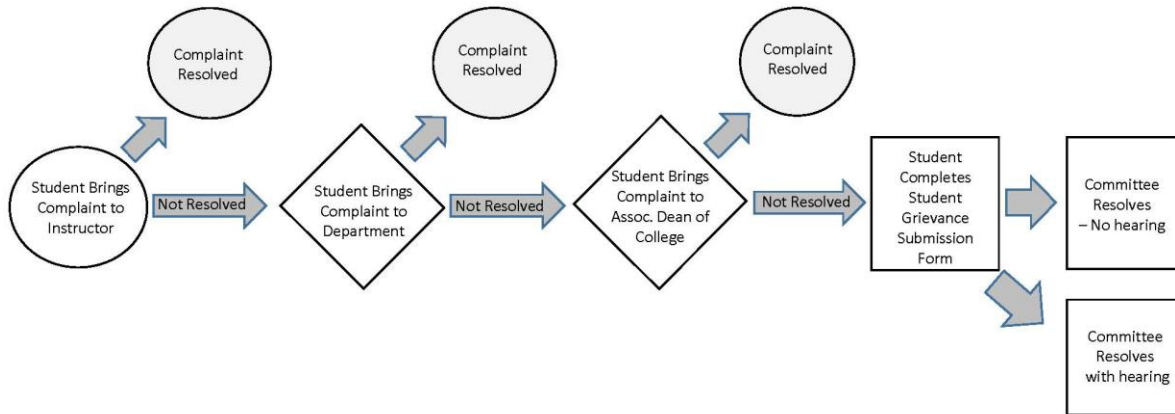 Complaint
Resolved
Complaint
Resolved
Complaint
Resolved
Student Brings
Complaint to
Instructor
Not Resolved
Student Brings
Complaint to
Department
Not Resolved
Student Brings
Complaint to
Assoc. Dean of
College
Not Resolved
Student
Completes
Student
Grievance
Submission
Form
Committee
Resolves
– No hearing
Committee
Resolves
with hearing